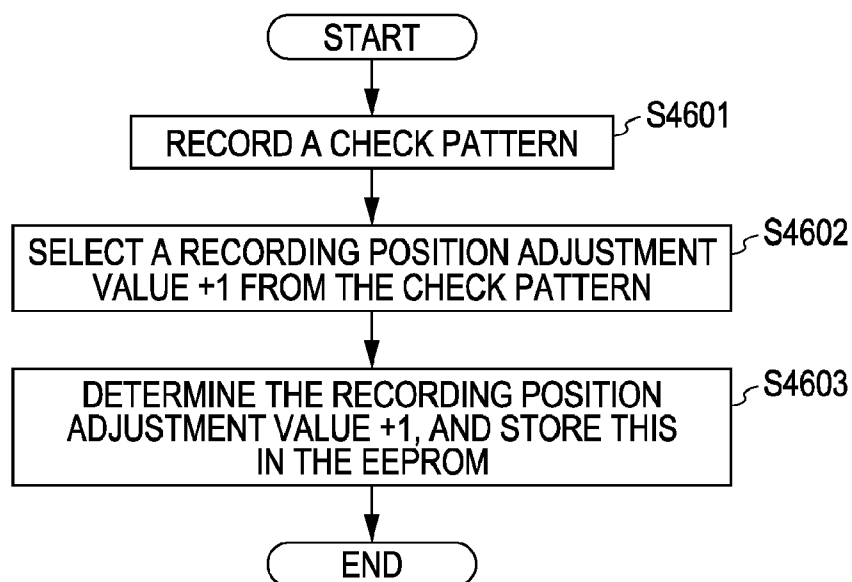 START
S4601
RECORD A CHECK PATTERN
S4602
SELECT A RECORDING POSITION ADJUSTMENT
VALUE +1 FROM THE CHECK PATTERN
S4603
DETERMINE THE RECORDING POSITION
ADJUSTMENT VALUE +1, AND STORE THIS
IN THE EEPROM
END